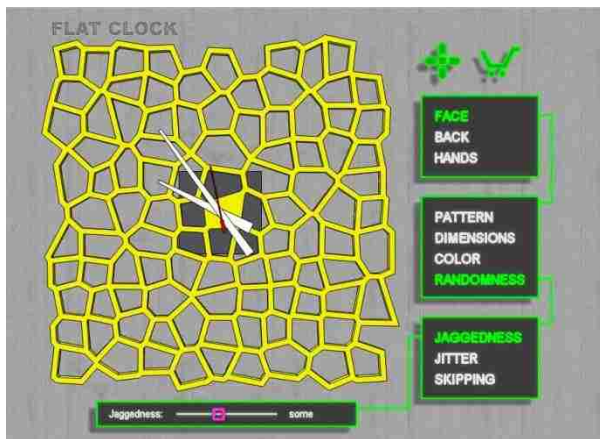 FLAT CLOCK
FACE
BACK
HANDS
PATTERN
DIMENSIONS
COLOR
RANDOMNESS
JAGGEDNESS
JITTER
SKIPPING
Jaggedness: some